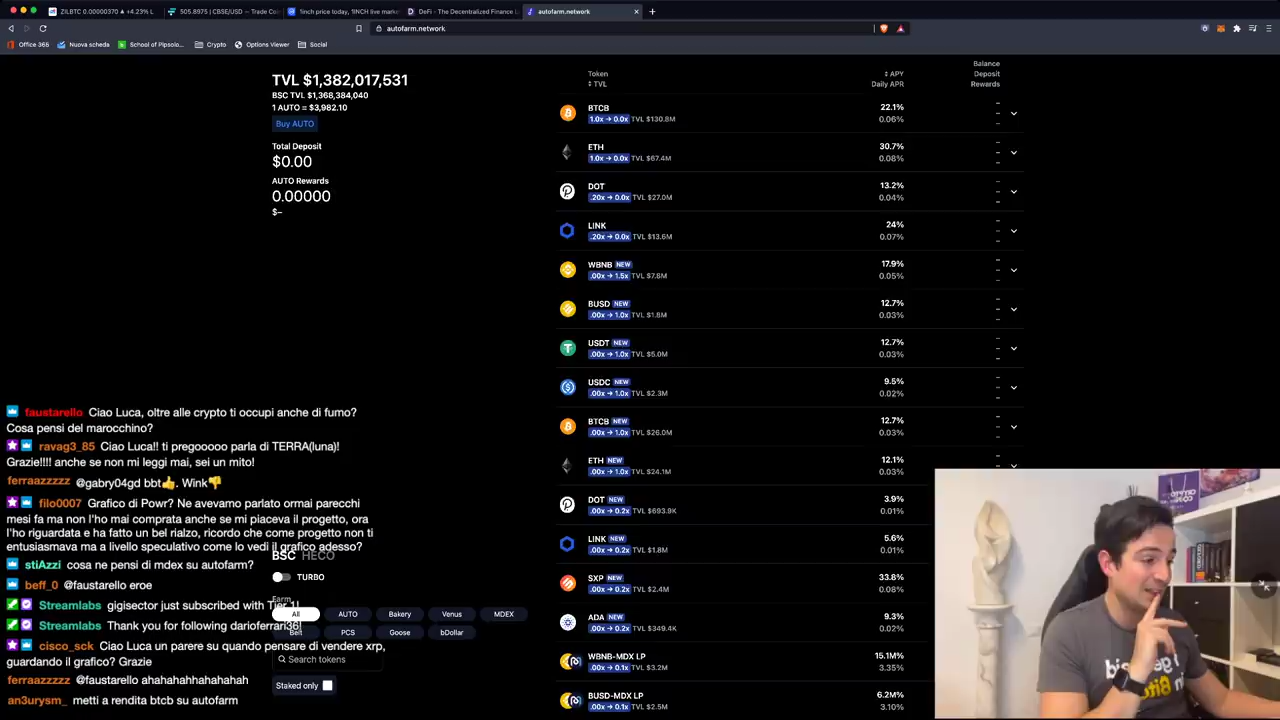 ZILBTC 0.00000370 ▲ +4.23% L
505.8975 | CBSE/USD — Trade Coi
1inch price today, 1INCH live marke
DeFi - The Decentralized Finance L
autofarm.network
autofarm.network
Office 365
Nuova scheda
School of Pipsolo...
Crypto
Options Viewer
Social
TVL $1,382,017,531
BSC TVL $1,368,384,040
1 AUTO = $3,982.10
Buy AUTO
Total Deposit
$0.00
AUTO Rewards
0.00000
$–
faustarello Ciao Luca, oltre alle crypto ti occupi anche di fumo?
Cosa pensi del marocchino?
ravag3_85 Ciao Luca!! ti pregooooo parla di TERRA(luna)!
Grazie!!!! anche se non mi leggi mai, sei un mito!
ferraazzzzz @gabry04gd bbt👍. Wink👎
filo0007 Grafico di Powr? Ne avevamo parlato ormai parecchi
mesi fa ma non l'ho mai comprata anche se mi piaceva il progetto, ora
l'ho riguardata e ha fatto un bel rialzo, ricordo che come progetto non ti
entusiasmava ma a livello speculativo come lo vedi il grafico adesso?
BSC HECO
stiAzzi cosa ne pensi di mdex su autofarm?
TURBO
beff_0 @faustarello eroe
Farm
Streamlabs gigisector just subscribed with Tier 1!
All
AUTO
Bakery
Venus
MDEX
Streamlabs Thank you for following darioferrari36!
Belt
PCS
Goose
bDollar
cisco_sck Ciao Luca un parere su quando pensare di vendere xrp,
guardando il grafico? Grazie
Search tokens
ferraazzzzz @faustarello ahahahahhahahahah
Staked only
an3urysm_ metti a rendita btcb su autofarm
Token
TVL
APY
Daily APR
Balance
Deposit
Rewards
BTCB
1.0x → 0.0x TVL $130.8M
22.1%
0.06%
ETH
1.0x → 0.0x TVL $67.4M
30.7%
0.08%
DOT
.20x → 0.0x TVL $27.0M
13.2%
0.04%
LINK
.20x → 0.0x TVL $13.6M
24%
0.07%
WBNB NEW
.00x → 1.5x TVL $7.8M
17.9%
0.05%
BUSD NEW
.00x → 1.0x TVL $1.8M
12.7%
0.03%
USDT NEW
.00x → 1.0x TVL $5.0M
12.7%
0.03%
USDC NEW
.00x → 1.0x TVL $2.3M
9.5%
0.02%
BTCB NEW
.00x → 1.0x TVL $26.0M
12.7%
0.03%
ETH NEW
.00x → 1.0x TVL $24.1M
12.1%
0.03%
DOT NEW
.00x → 0.2x TVL $693.9K
3.9%
0.01%
LINK NEW
.00x → 0.2x TVL $1.8M
5.6%
0.01%
SXP NEW
.00x → 0.2x TVL $2.4M
33.8%
0.08%
ADA NEW
.00x → 0.2x TVL $349.4K
9.3%
0.02%
WBNB-MDX LP
.00x → 0.1x TVL $3.2M
15.1M%
3.35%
BUSD-MDX LP
.00x → 0.1x TVL $2.5M
6.2M%
3.10%